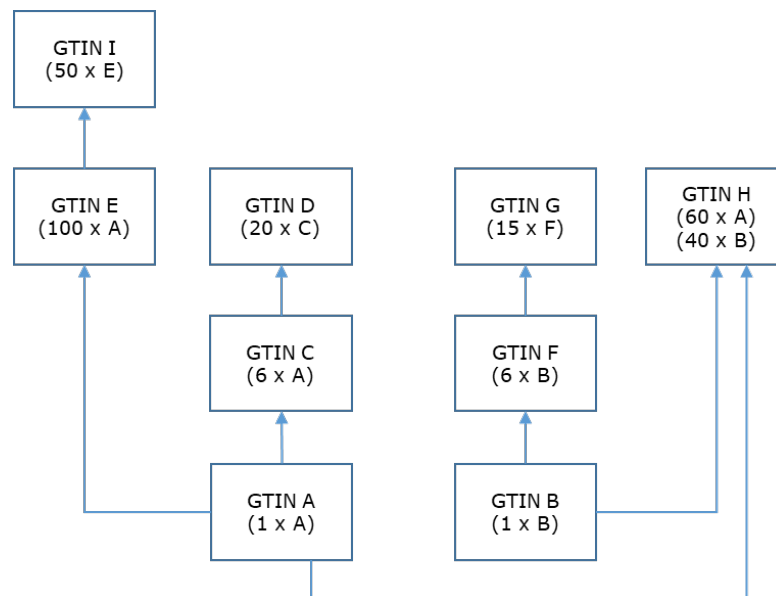 GTIN I
(50 x E)
GTIN E
(100 x A)
GTIN D
(20 x C)
GTIN G
(15 x F)
GTIN H
(60 x A)
(40 x B)
GTIN C
(6 x A)
GTIN F
(6 x B)
GTIN A
(1 x A)
GTIN B
(1 x B)